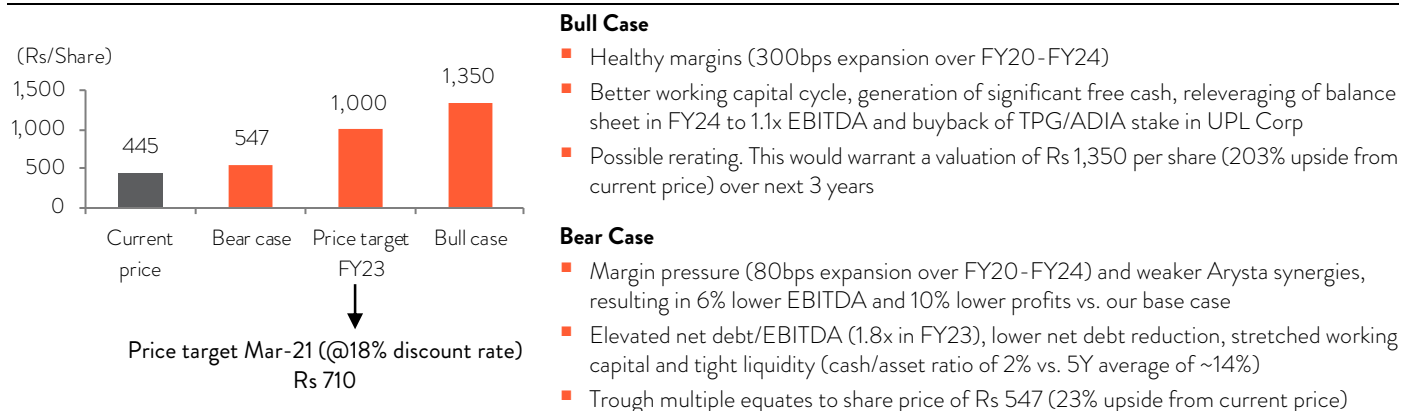 (Rs/Share)
1,500
1,000
500
0
445
547
1,000
1,350
Current price
Bear case
Price target FY23
Bull case
Price target Mar-21 (@18% discount rate)
Rs 710
Bull Case
Healthy margins (300bps expansion over FY20-FY24)
Better working capital cycle, generation of significant free cash, releveraging of balance
sheet in FY24 to 1.1x EBITDA and buyback of TPG/ADIA stake in UPL Corp
Possible rerating. This would warrant a valuation of Rs 1,350 per share (203% upside from
current price) over next 3 years
Bear Case
Margin pressure (80bps expansion over FY20-FY24) and weaker Arysta synergies,
resulting in 6% lower EBITDA and 10% lower profits vs. our base case
Elevated net debt/EBITDA (1.8x in FY23), lower net debt reduction, stretched working
capital and tight liquidity (cash/asset ratio of 2% vs. 5Y average of ~14%)
Trough multiple equates to share price of Rs 547 (23% upside from current price)